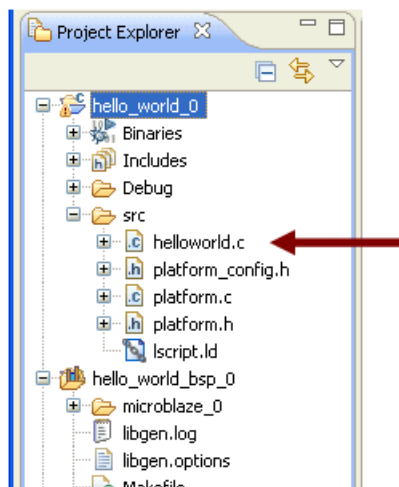 Project Explorer
hello_world_0
Binaries
Includes
Debug
src
helloworld.c
platform_config.h
platform.c
platform.h
lscript.ld
hello_world_bsp_0
microblaze_0
libgen.log
libgen.options
Makefile